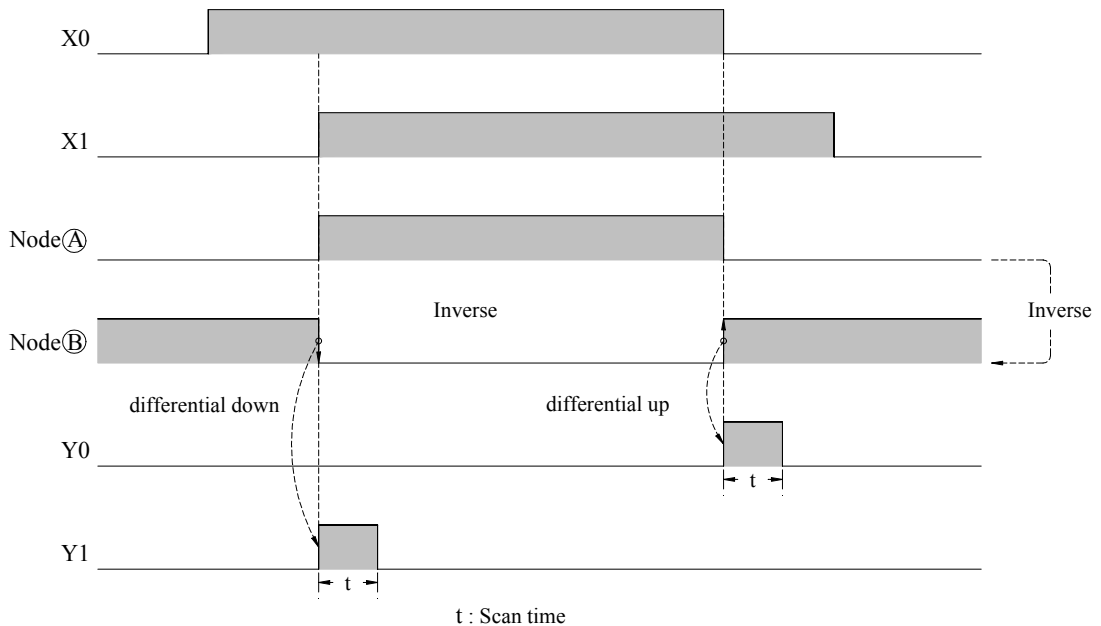 X0
X1
Node Ⓐ
Inverse
Inverse
Node Ⓑ
differential down
differential up
Y0
t
Y1
t
t : Scan time